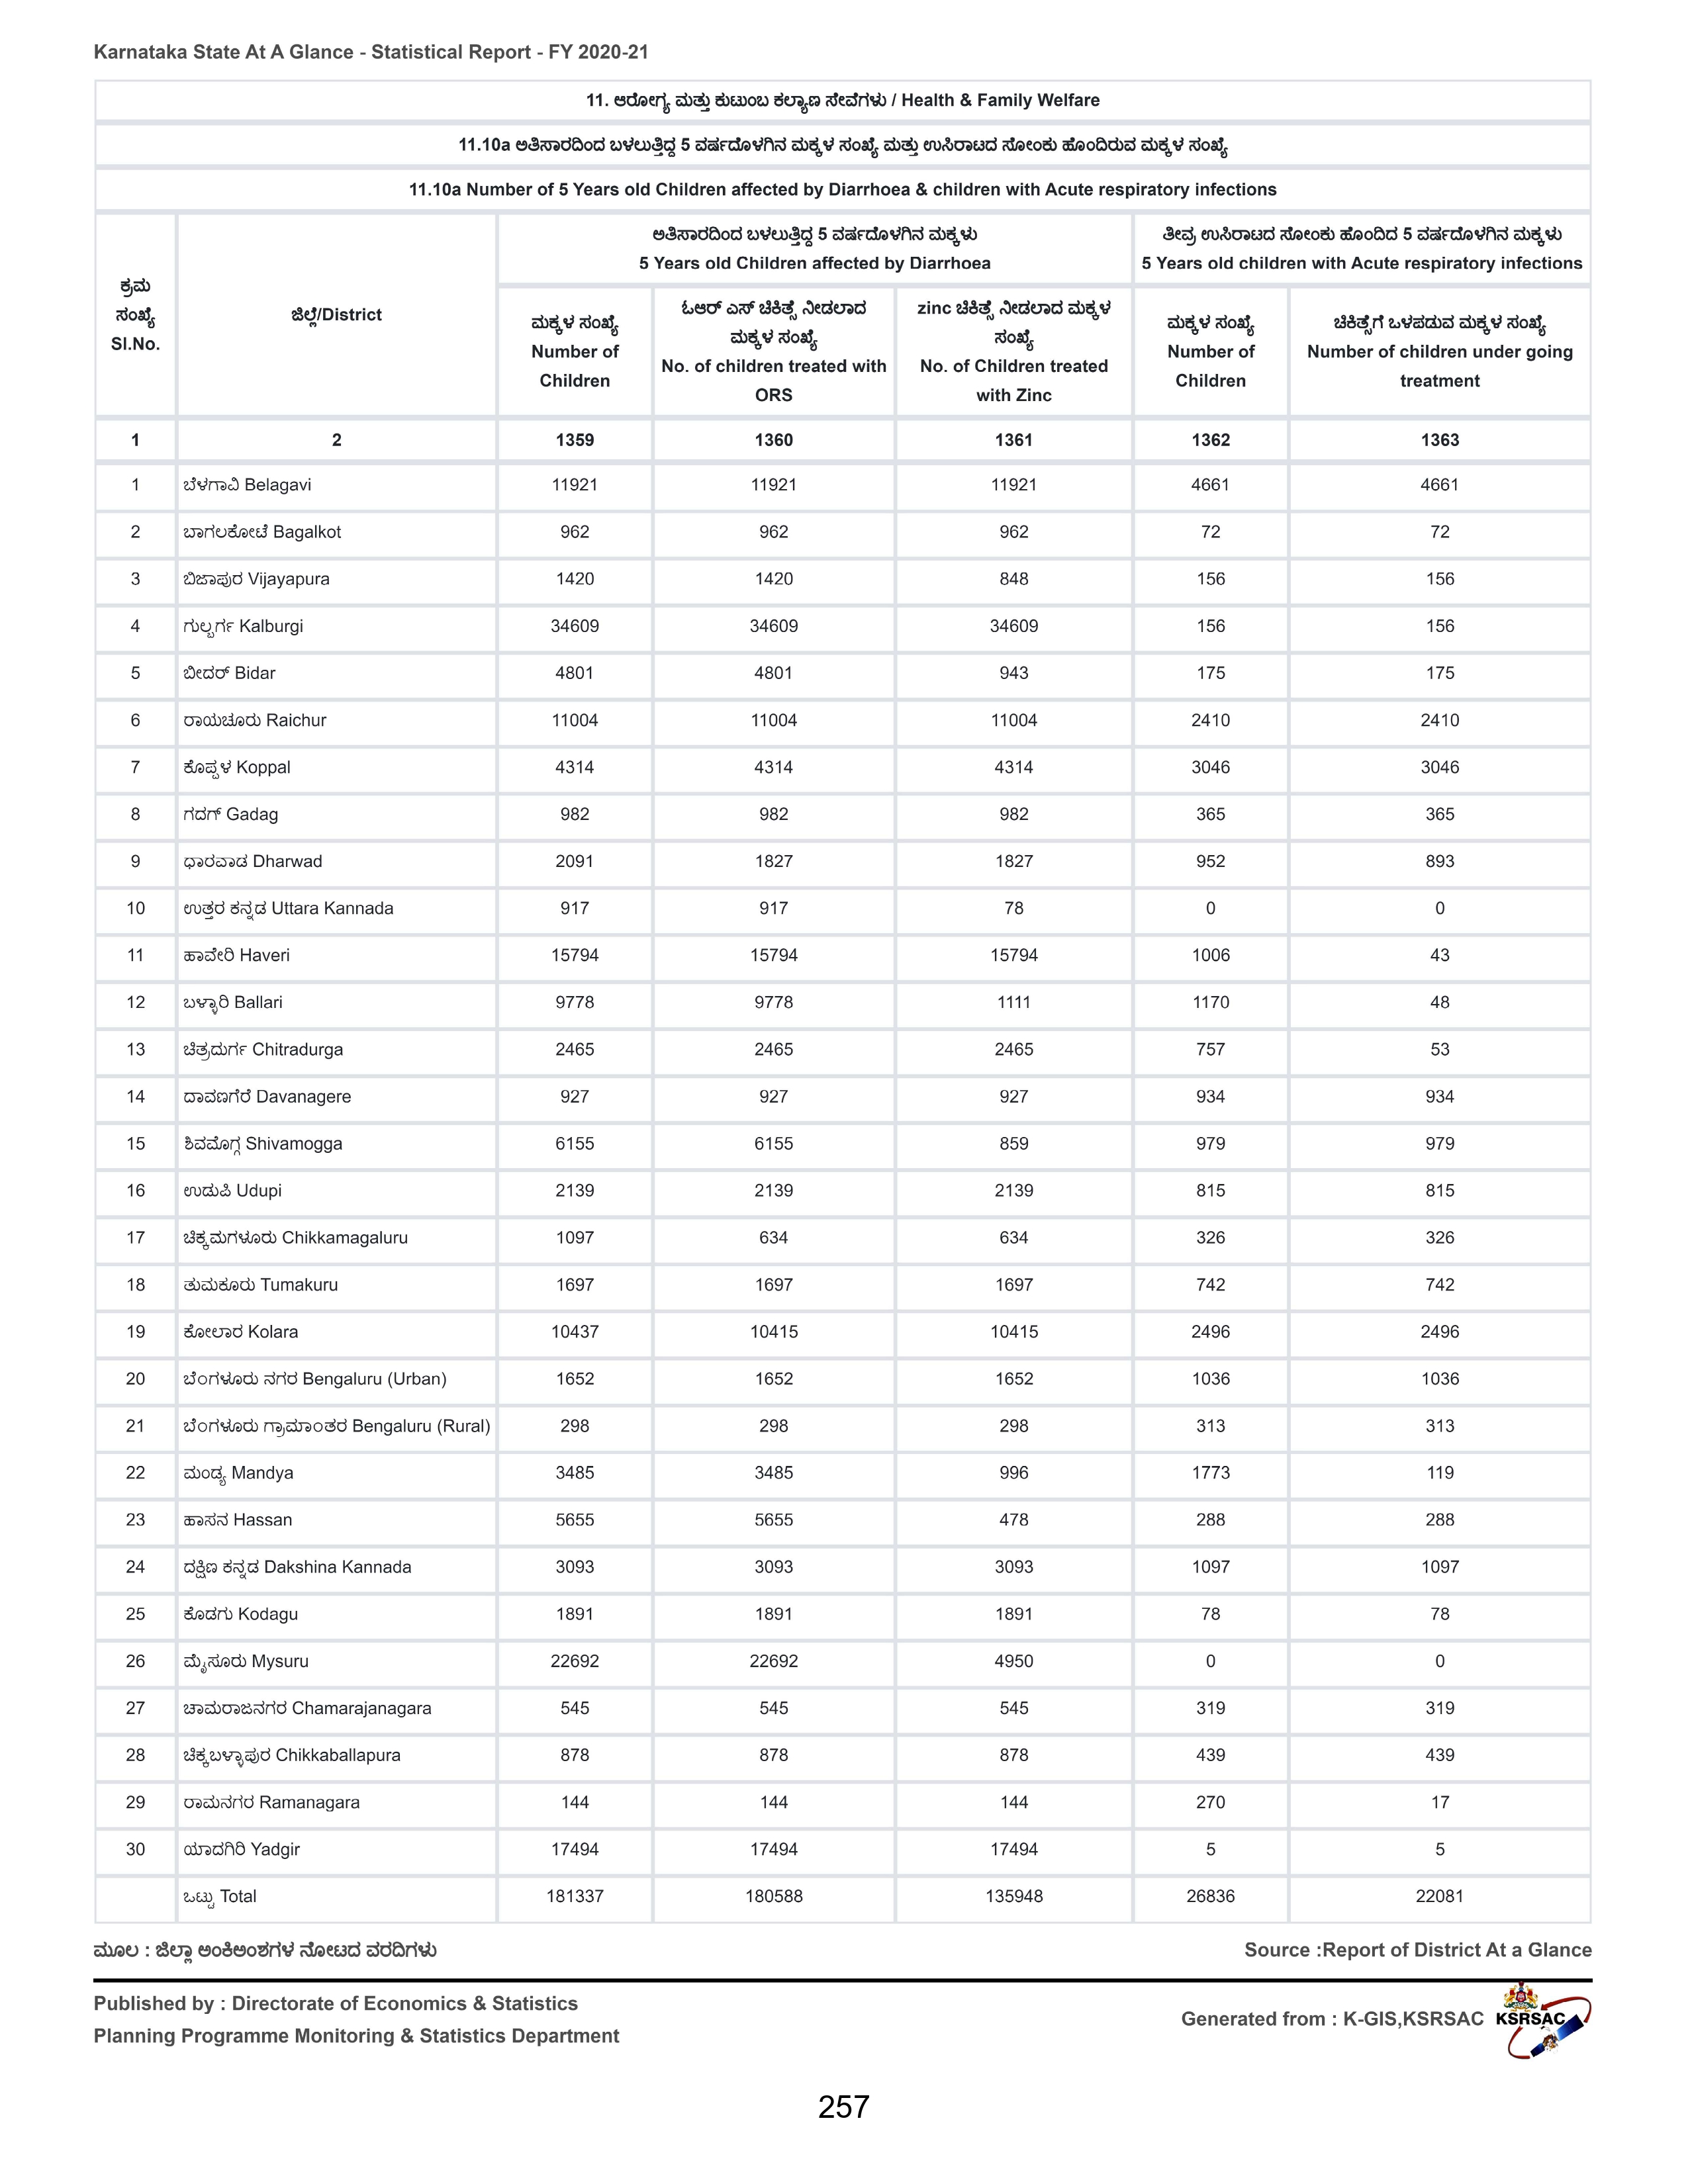 Karnataka State At A Glance - Statistical Report - FY 2020-21
11. ಆರೋಗ್ಯ ಮತ್ತು ಕುಟುಂಬ ಕಲ್ಯಾಣ ಸೇವೆಗಳು / Health & Family Welfare
11.10a ಅತಿಸಾರದಿಂದ ಬಳಲುತ್ತಿದ್ದ 5 ವರ್ಷದೊಳಗಿನ ಮಕ್ಕಳ ಸಂಖ್ಯೆ ಮತ್ತು ಉಸಿರಾಟದ ಸೋಂಕು ಹೊಂದಿರುವ ಮಕ್ಕಳ ಸಂಖ್ಯೆ
11.10a Number of 5 Years old Children affected by Diarrhoea & children with Acute respiratory infections
ಕ್ರಮ
ಸಂಖ್ಯೆ
Sl.No.
ಜಿಲ್ಲೆ/District
ಅತಿಸಾರದಿಂದ ಬಳಲುತ್ತಿದ್ದ 5 ವರ್ಷದೊಳಗಿನ ಮಕ್ಕಳು
5 Years old Children affected by Diarrhoea
ತೀವ್ರ ಉಸಿರಾಟದ ಸೋಂಕು ಹೊಂದಿದ 5 ವರ್ಷದೊಳಗಿನ ಮಕ್ಕಳು
5 Years old children with Acute respiratory infections
ಮಕ್ಕಳ ಸಂಖ್ಯೆ
Number of
Children
ಓಆರ್ ಎಸ್ ಚಿಕಿತ್ಸೆ ನೀಡಲಾದ
ಮಕ್ಕಳ ಸಂಖ್ಯೆ
No. of children treated with
ORS
zinc ಚಿಕಿತ್ಸೆ ನೀಡಲಾದ ಮಕ್ಕಳ
ಸಂಖ್ಯೆ
No. of Children treated
with Zinc
ಮಕ್ಕಳ ಸಂಖ್ಯೆ
Number of
Children
ಚಿಕಿತ್ಸೆಗೆ ಒಳಪಡುವ ಮಕ್ಕಳ ಸಂಖ್ಯೆ
Number of children under going
treatment
1 2 1359 1360 1361 1362 1363
1 ಬೆಳಗಾವಿ Belagavi 11921 11921 11921 4661 4661
2 ಬಾಗಲಕೋಟೆ Bagalkot 962 962 962 72 72
3 ಬಿಜಾಪುರ Vijayapura 1420 1420 848 156 156
4 ಗುಲ್ಬರ್ಗ Kalburgi 34609 34609 34609 156 156
5 ಬೀದರ್ Bidar 4801 4801 943 175 175
6 ರಾಯಚೂರು Raichur 11004 11004 11004 2410 2410
7 ಕೊಪ್ಪಳ Koppal 4314 4314 4314 3046 3046
8 ಗದಗ್ Gadag 982 982 982 365 365
9 ಧಾರವಾಡ Dharwad 2091 1827 1827 952 893
10 ಉತ್ತರ ಕನ್ನಡ Uttara Kannada 917 917 78 0 0
11 ಹಾವೇರಿ Haveri 15794 15794 15794 1006 43
12 ಬಳ್ಳಾರಿ Ballari 9778 9778 1111 1170 48
13 ಚಿತ್ರದುರ್ಗ Chitradurga 2465 2465 2465 757 53
14 ದಾವಣಗೆರೆ Davanagere 927 927 927 934 934
15 ಶಿವಮೊಗ್ಗ Shivamogga 6155 6155 859 979 979
16 ಉಡುಪಿ Udupi 2139 2139 2139 815 815
17 ಚಿಕ್ಕಮಗಳೂರು Chikkamagaluru 1097 634 634 326 326
18 ತುಮಕೂರು Tumakuru 1697 1697 1697 742 742
19 ಕೋಲಾರ Kolara 10437 10415 10415 2496 2496
20 ಬೆಂಗಳೂರು ನಗರ Bengaluru (Urban) 1652 1652 1652 1036 1036
21 ಬೆಂಗಳೂರು ಗ್ರಾಮಾಂತರ Bengaluru (Rural) 298 298 298 313 313
22 ಮಂಡ್ಯ Mandya 3485 3485 996 1773 119
23 ಹಾಸನ Hassan 5655 5655 478 288 288
24 ದಕ್ಷಿಣ ಕನ್ನಡ Dakshina Kannada 3093 3093 3093 1097 1097
25 ಕೊಡಗು Kodagu 1891 1891 1891 78 78
26 ಮೈಸೂರು Mysuru 22692 22692 4950 0 0
27 ಚಾಮರಾಜನಗರ Chamarajanagara 545 545 545 319 319
28 ಚಿಕ್ಕಬಳ್ಳಾಪುರ Chikkaballapura 878 878 878 439 439
29 ರಾಮನಗರ Ramanagara 144 144 144 270 17
30 ಯಾದಗಿರಿ Yadgir 17494 17494 17494 5 5
ಒಟ್ಟು Total 181337 180588 135948 26836 22081
ಮೂಲ : ಜಿಲ್ಲಾ ಅಂಕಿಅಂಶಗಳ ನೋಟದ ವರದಿಗಳು Source :Report of District At a Glance
Published by : Directorate of Economics & Statistics
Planning Programme Monitoring & Statistics Department
Generated from : K-GIS,KSRSAC KSRSAC
257